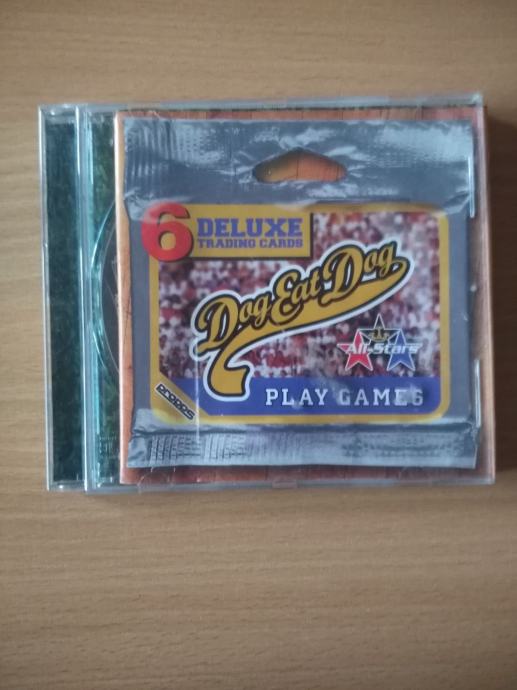 6 DELUXE
TRADING CARDS
Dog Eat Dog
All-Stars
PLAY GAMES